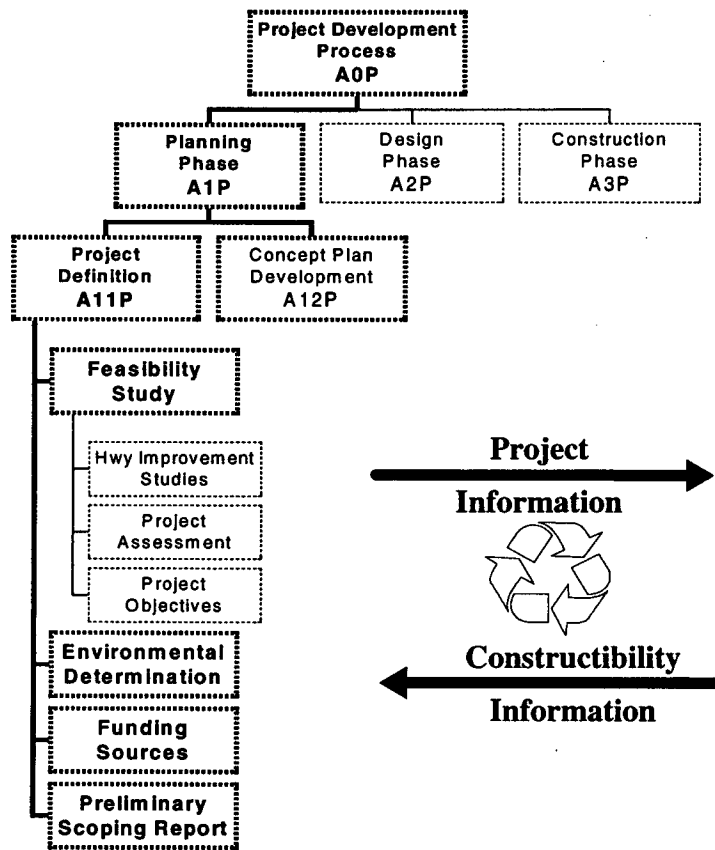 Project Development
Process
A0P
Planning
Phase
A1P
Design
Phase
A2P
Construction
Phase
A3P
Project
Definition
A11P
Concept Plan
Development
A12P
Feasibility
Study
Hwy Improvement
Studies
Project
Assessment
Project
Objectives
Environmental
Determination
Funding
Sources
Preliminary
Scoping Report
Project
Information
Constructibility
Information